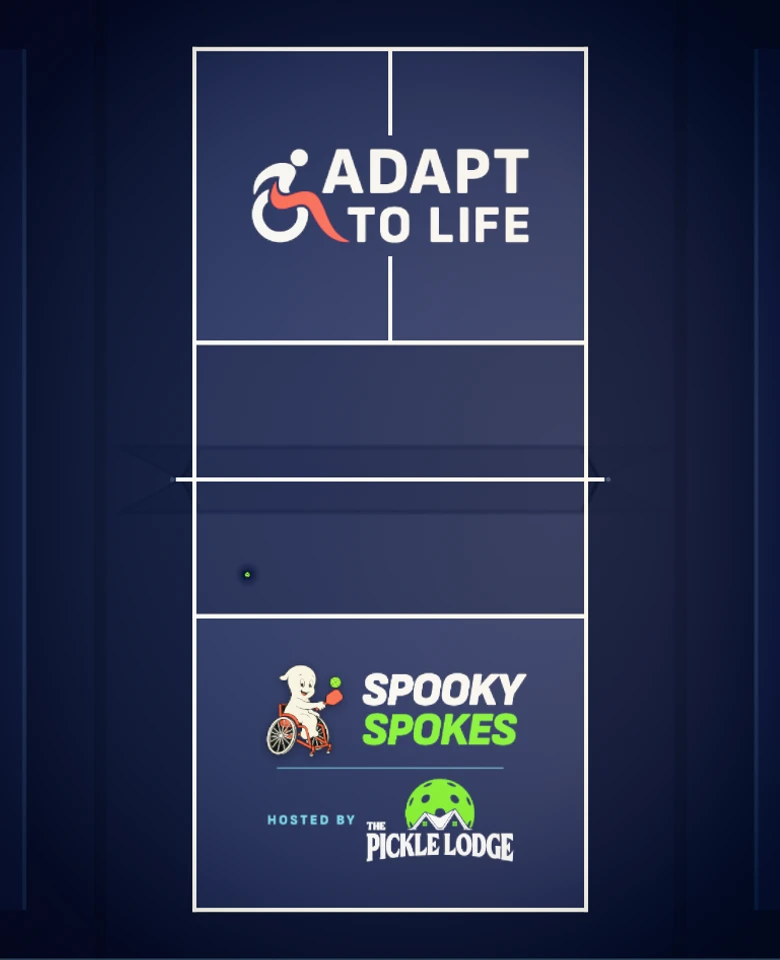 ADAPT
TO LIFE
SPOOKY
SPOKES
HOSTED BY
THE
PICKLE LODGE